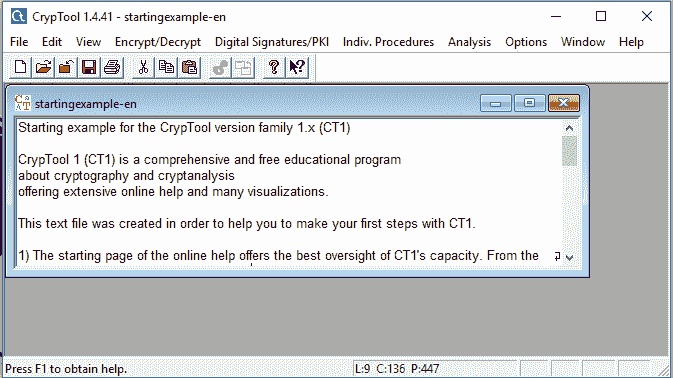 CrypTool 1.4.41 - startingexample-en
File Edit View Encrypt/Decrypt Digital Signatures/PKI Indiv. Procedures Analysis Options Window Help
startingexample-en
Starting example for the CrypTool version family 1.x (CT1)
CrypTool 1 (CT1) is a comprehensive and free educational program
about cryptography and cryptanalysis
offering extensive online help and many visualizations.
This text file was created in order to help you to make your first steps with CT1.
1) The starting page of the online help offers the best oversight of CT1's capacity. From the
Press F1 to obtain help. L:9 C:136 P:447